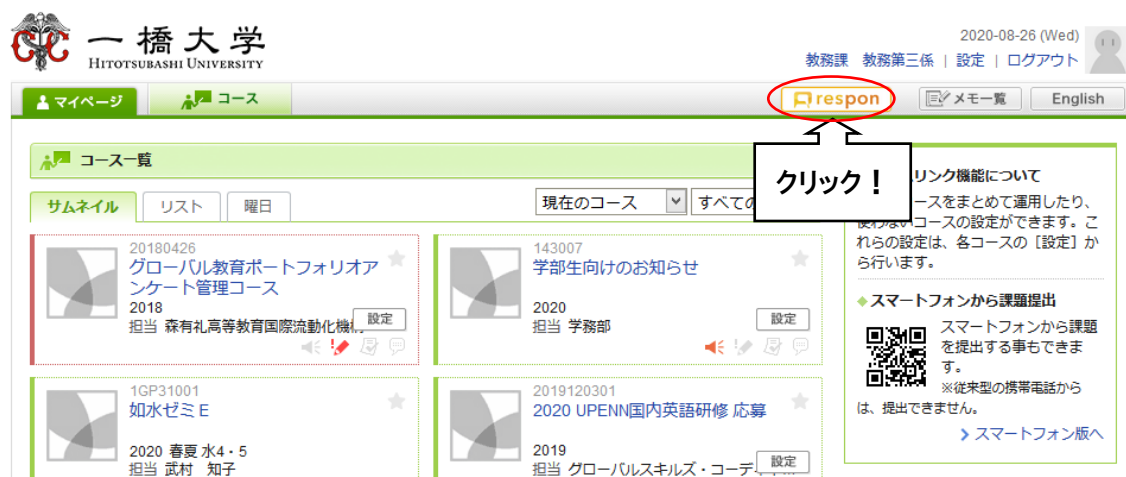 一橋大学
HITOTSUBASHI UNIVERSITY
2020-08-26 (Wed)
教務課 教務第三係 | 設定 | ログアウト
マイページ
コース
respon
メモ一覧
English
クリック！
コース一覧
サムネイル
リスト
曜日
現在のコース
すべての
20180426
グローバル教育ポートフォリオア
ンケート管理コース
2018
担当 森有礼高等教育国際流動化機
設定
143007
学部生向けのお知らせ
2020
担当 学務部
設定
1GP31001
如水ゼミ E
2020 春夏 水4・5
担当 武村 知子
2019120301
2020 UPENN国内英語研修 応募
2019
担当 グローバルスキルズ・コーデ
設定
リンク機能について
ースをまとめて運用したり、
使わないコースの設定ができます。こ
れらの設定は、各コースの［設定］か
ら行います。
スマートフォンから課題提出
スマートフォンから課題
を提出する事もできま
す。
※従来型の携帯電話から
は、提出できません。
スマートフォン版へ